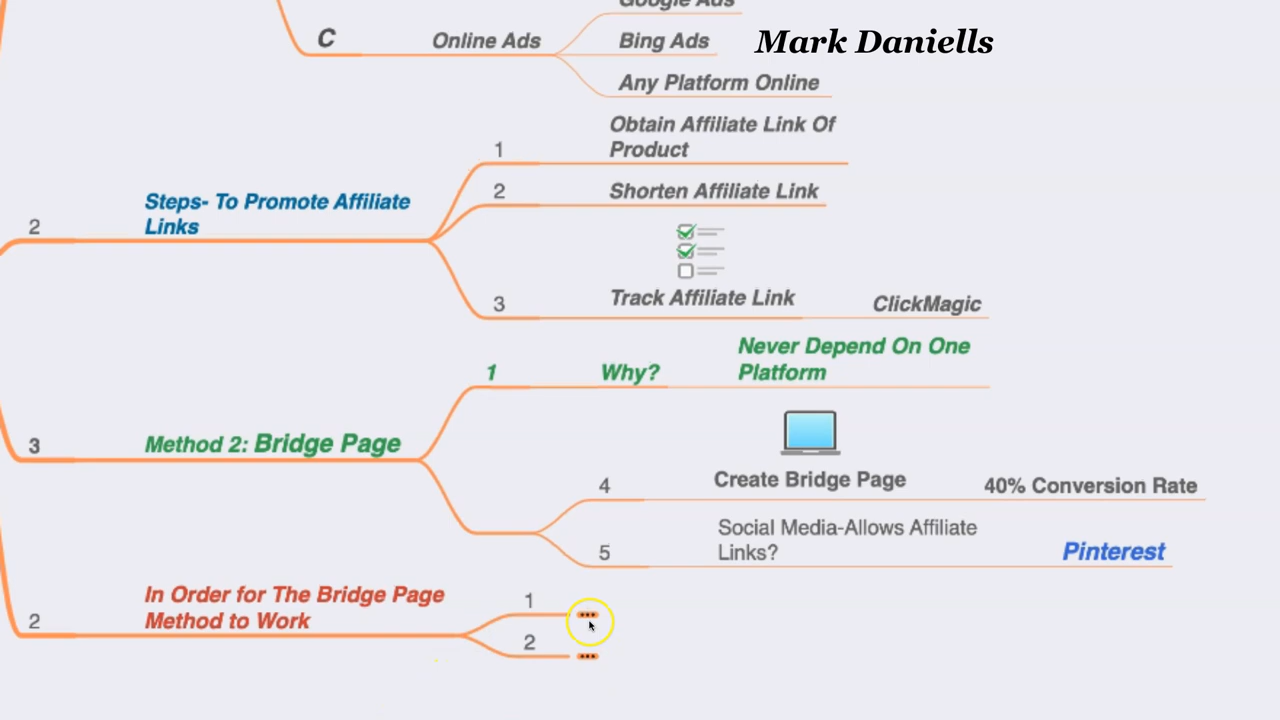 Google Ads
C
Online Ads
Bing Ads
Mark Daniells
Any Platform Online
2
Steps- To Promote Affiliate
Links
1
Obtain Affiliate Link Of
Product
2
Shorten Affiliate Link
3
Track Affiliate Link
ClickMagic
3
Method 2: Bridge Page
1
Why?
Never Depend On One
Platform
4
Create Bridge Page
40% Conversion Rate
5
Social Media-Allows Affiliate
Links?
Pinterest
2
In Order for The Bridge Page
Method to Work
1
2